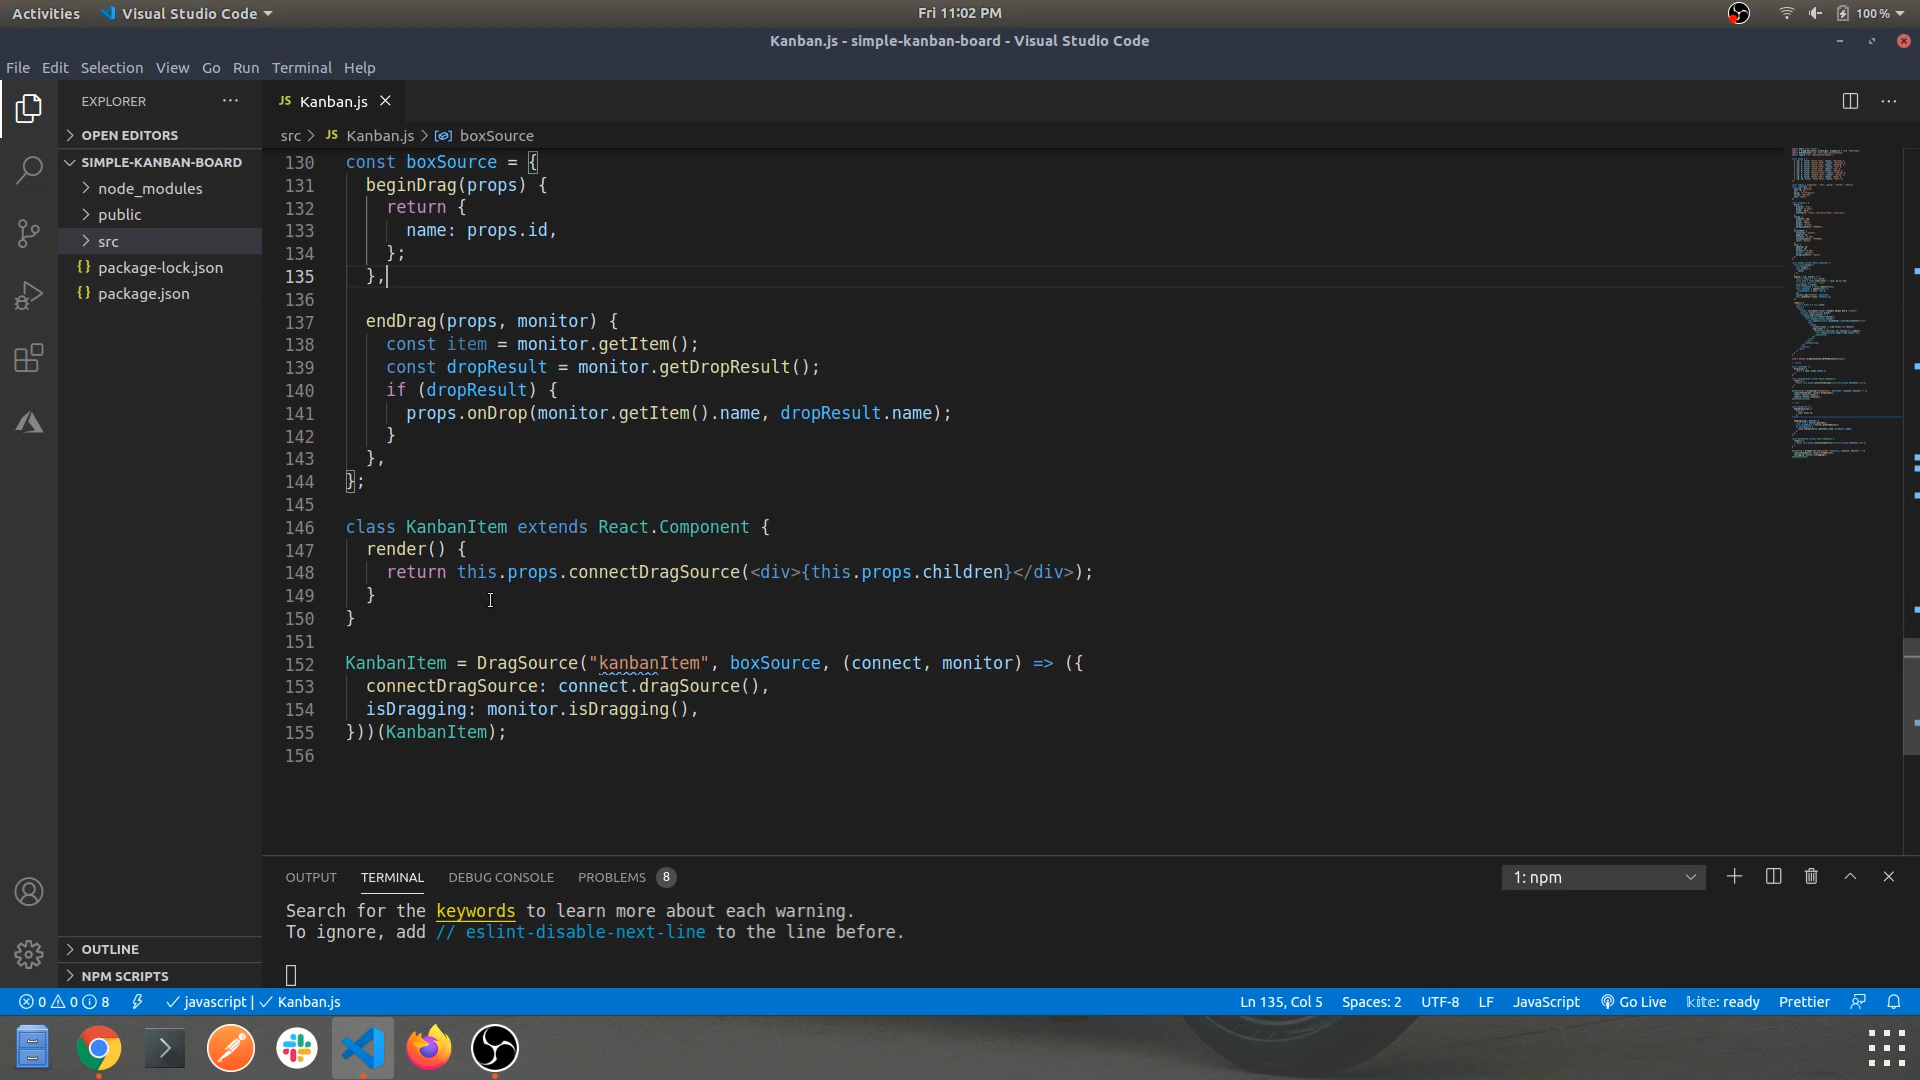 Activities Visual Studio Code Fri 11:02 PM 100 %
Kanban.js - simple-kanban-board - Visual Studio Code
File Edit Selection View Go Run Terminal Help
EXPLORER JS Kanban.js
OPEN EDITORS src > JS Kanban.js > boxSource
SIMPLE-KANBAN-BOARD
node_modules
public
src
{} package-lock.json
{} package.json
130 const boxSource = {
131 beginDrag(props) {
132 return {
133 name: props.id,
134 };
135 },
136
137 endDrag(props, monitor) {
138 const item = monitor.getItem();
139 const dropResult = monitor.getDropResult();
140 if (dropResult) {
141 props.onDrop(monitor.getItem().name, dropResult.name);
142 }
143 },
144 };
145
146 class KanbanItem extends React.Component {
147 render() {
148 return this.props.connectDragSource(<div>{this.props.children}</div>);
149 }
150 }
151
152 KanbanItem = DragSource("kanbanItem", boxSource, (connect, monitor) => ({
153 connectDragSource: connect.dragSource(),
154 isDragging: monitor.isDragging(),
155 }))(KanbanItem);
156
OUTPUT TERMINAL DEBUG CONSOLE PROBLEMS 8 1: npm
Search for the keywords to learn more about each warning.
To ignore, add // eslint-disable-next-line to the line before.
OUTLINE
NPM SCRIPTS
0 0 8 javascript | Kanban.js Ln 135, Col 5 Spaces: 2 UTF-8 LF JavaScript Go Live kite: ready Prettier